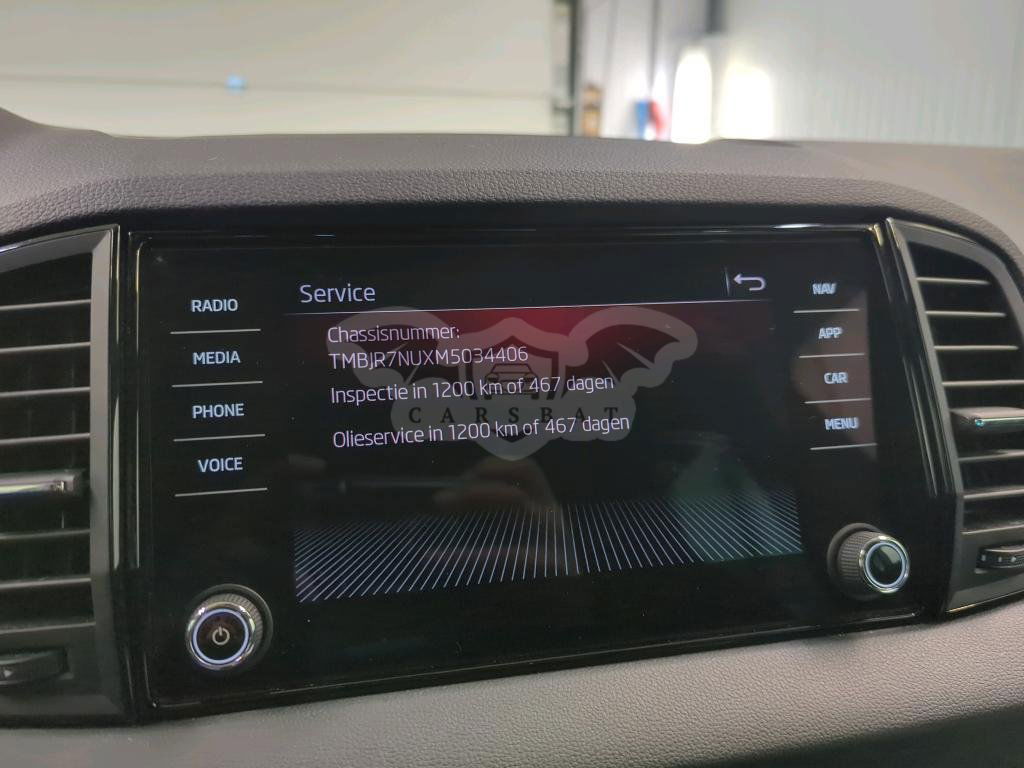 Service
RADIO
MEDIA
PHONE
VOICE
Chassisnummer:
TMBJR7NUXM5034406
Inspectie in 1200 km of 467 dagen
Olieservice in 1200 km of 467 dagen
NAV
APP
CAR
MENU
CARSBAT